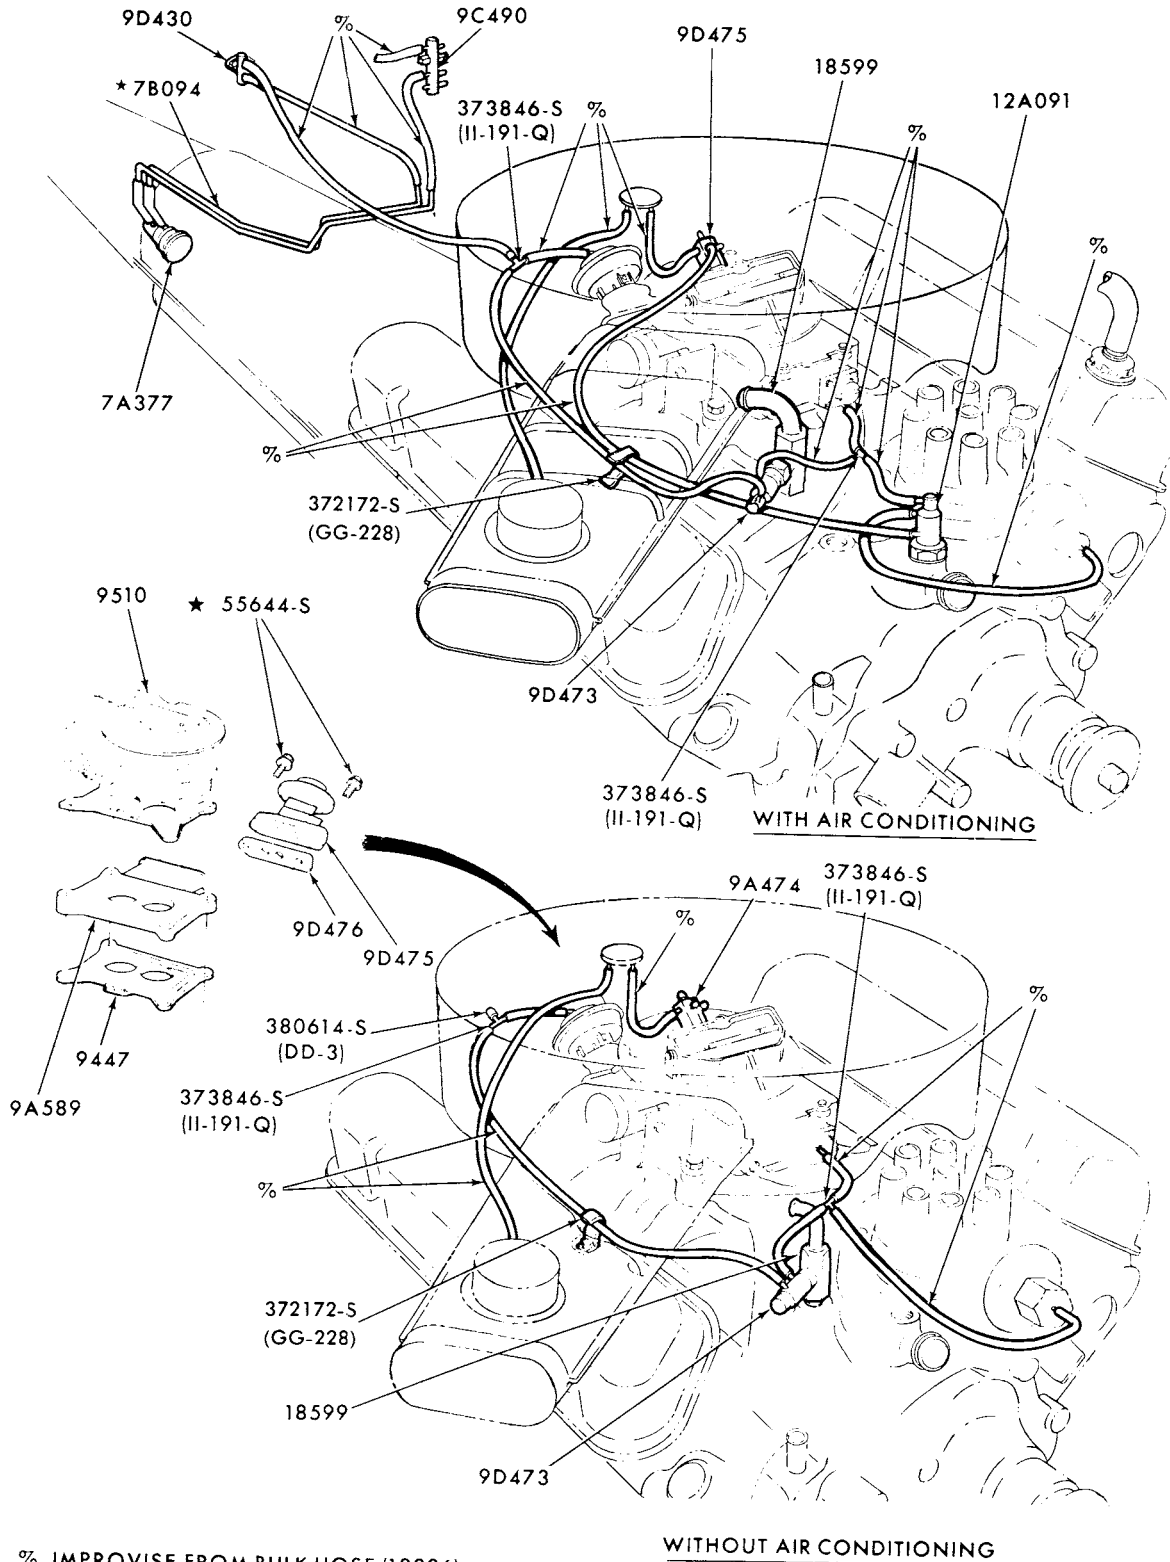 9D430
%
9C490
9D475
18599
12A091
★ 7B094
373846-S
(II-191-Q)
%
%
%
7A377
%
372172-S
(GG-228)
9510
★ 55644-S
9D473
373846-S
(II-191-Q)
WITH AIR CONDITIONING
373846-S
(II-191-Q)
9A474
%
9D476
9D475
%
380614-S
(DD-3)
9447
373846-S
(II-191-Q)
9A589
%
372172-S
(GG-228)
18599
9D473
WITHOUT AIR CONDITIONING
% IMPROVISE FROM BULK HOSE